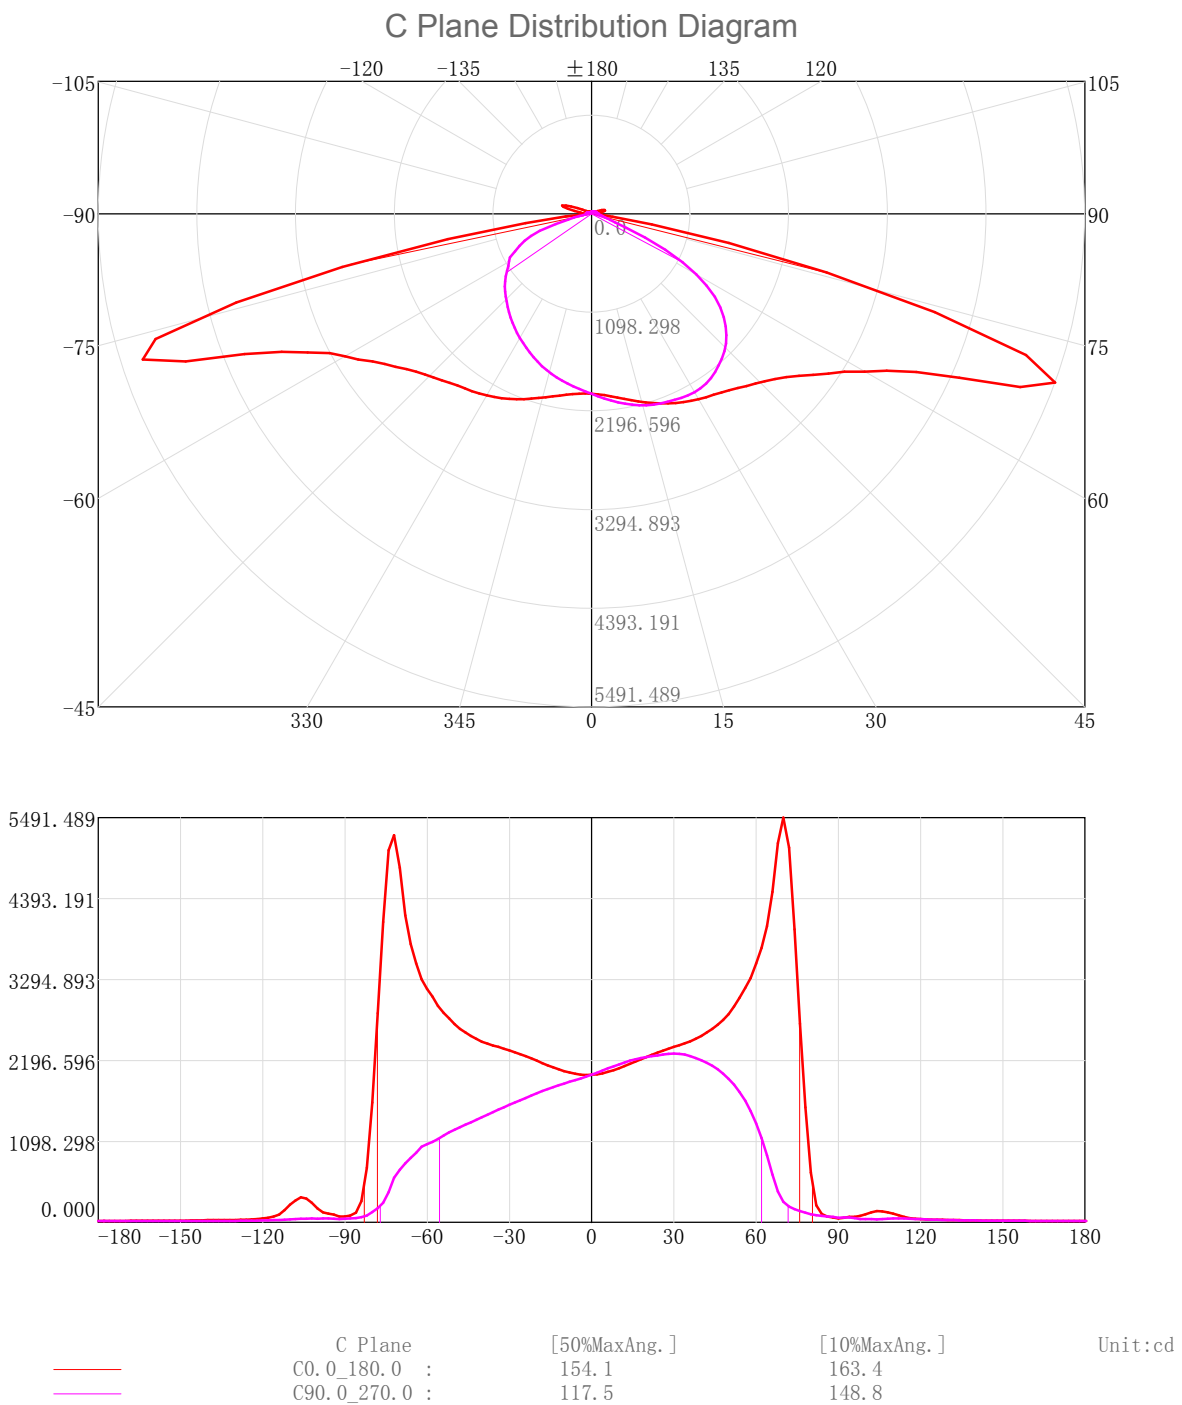 C Plane Distribution Diagram
-120 -135 ±180 135 120
-105 105
-90 90
0.0
1098.298
-75 75
2196.596
-60 60
3294.893
4393.191
5491.489
-45
330 345 0 15 30 45
5491.489
4393.191
3294.893
2196.596
1098.298
0.000
-180 -150 -120 -90 -60 -30 0 30 60 90 120 150 180
C Plane [50%MaxAng.] [10%MaxAng.] Unit:cd
C0.0_180.0 : 154.1 163.4
C90.0_270.0 : 117.5 148.8